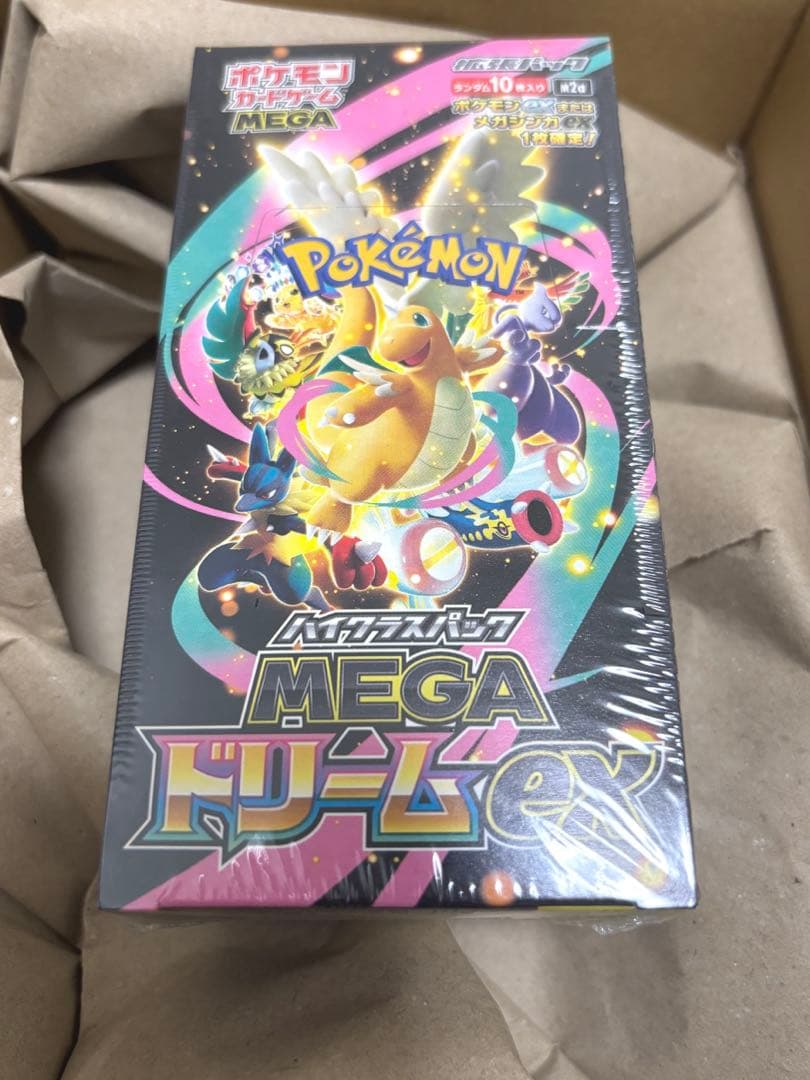 ポケモン
カードゲーム
MEGA
拡張パック
ランダム10枚入り
M2a
ポケモンexまたは
メガシンカex
1枚確定!
POKéMON
ハイクラスパック
MEGA
ドリームex